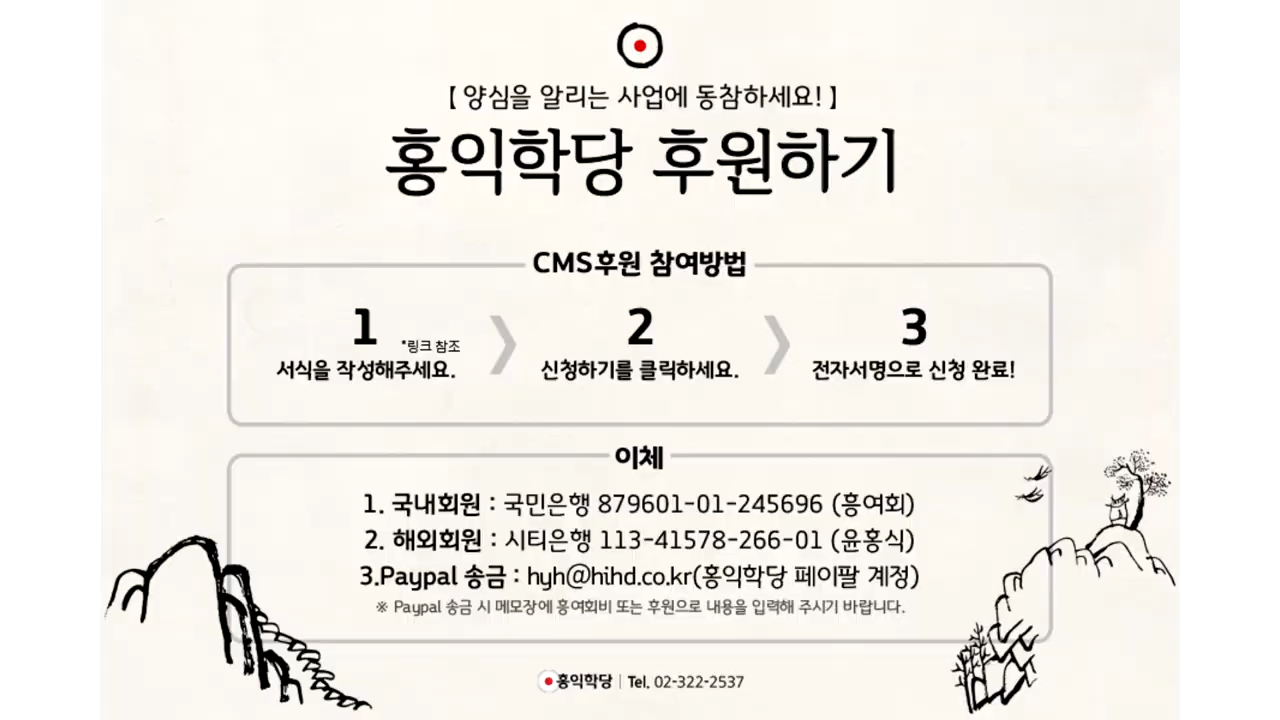 【 양심을 알리는 사업에 동참하세요! 】
홍익학당 후원하기
CMS후원 참여방법
1 *링크 참조
서식을 작성해주세요.
2
신청하기를 클릭하세요.
3
전자서명으로 신청 완료!
이체
1. 국내회원 : 국민은행 879601-01-245696 (흥여회)
2. 해외회원 : 시티은행 113-41578-266-01 (윤홍식)
3.Paypal 송금 : hyh@hihd.co.kr(홍익학당 페이팔 계정)
※ Paypal 송금 시 메모장에 흥여회비 또는 후원으로 내용을 입력해 주시기 바랍니다.
홍익학당 | Tel. 02-322-2537